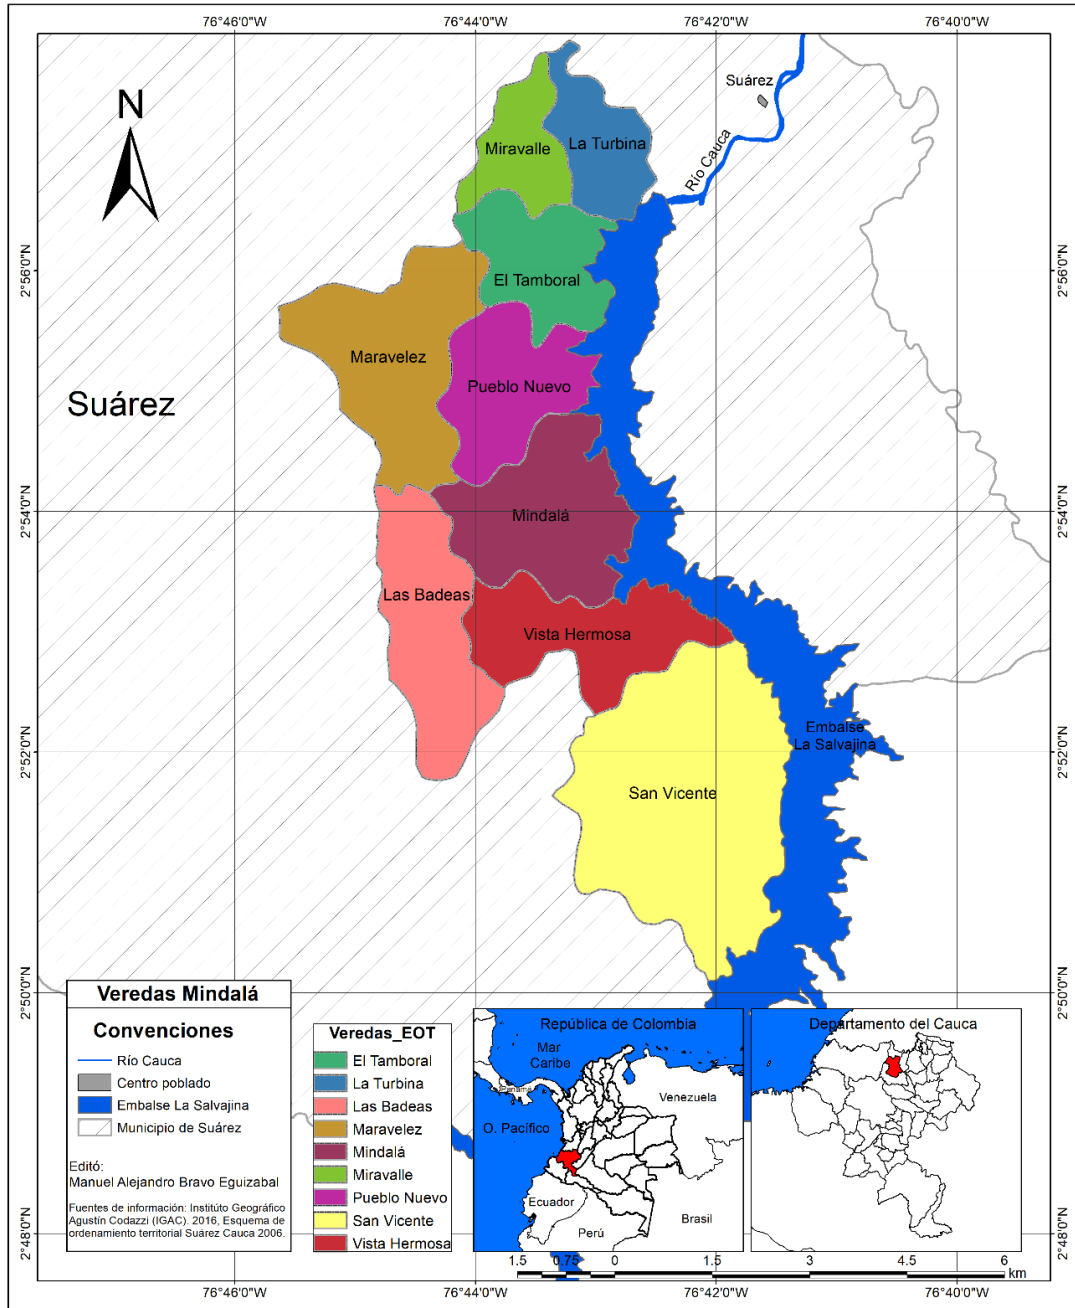 76°46'0"W
76°44'0"W
76°42'0"W
76°40'0"W
N
Suárez
Río Cauca
Miravalle
La Turbina
2°56'0"N
2°56'0"N
El Tamboral
Maravelez
Pueblo Nuevo
Suárez
2°54'0"N
2°54'0"N
Mindalá
Las Badeas
Vista Hermosa
Embalse
La Salvajina
2°52'0"N
2°52'0"N
San Vicente
2°50'0"N
2°50'0"N
Veredas Mindalá
Convenciones
Río Cauca
Centro poblado
Embalse La Salvajina
Municipio de Suárez
Editó:
Manuel Alejandro Bravo Eguizabal
Fuentes de información: Institúto Geográfico
Agustín Codazzi (IGAC). 2016, Esquema de
ordenamiento territorial Suárez Cauca 2006.
Veredas_EOT
El Tamboral
La Turbina
Las Badeas
Maravelez
Mindalá
Miravalle
Pueblo Nuevo
San Vicente
Vista Hermosa
República de Colombia
Mar
Caribe
Panamá
Venezuela
O. Pacífico
Ecuador
Perú
Brasil
Departamento del Cauca
2°48'0"N
2°48'0"N
1.5 0.75 0 1.5 3 4.5 6
km
76°46'0"W
76°44'0"W
76°42'0"W
76°40'0"W